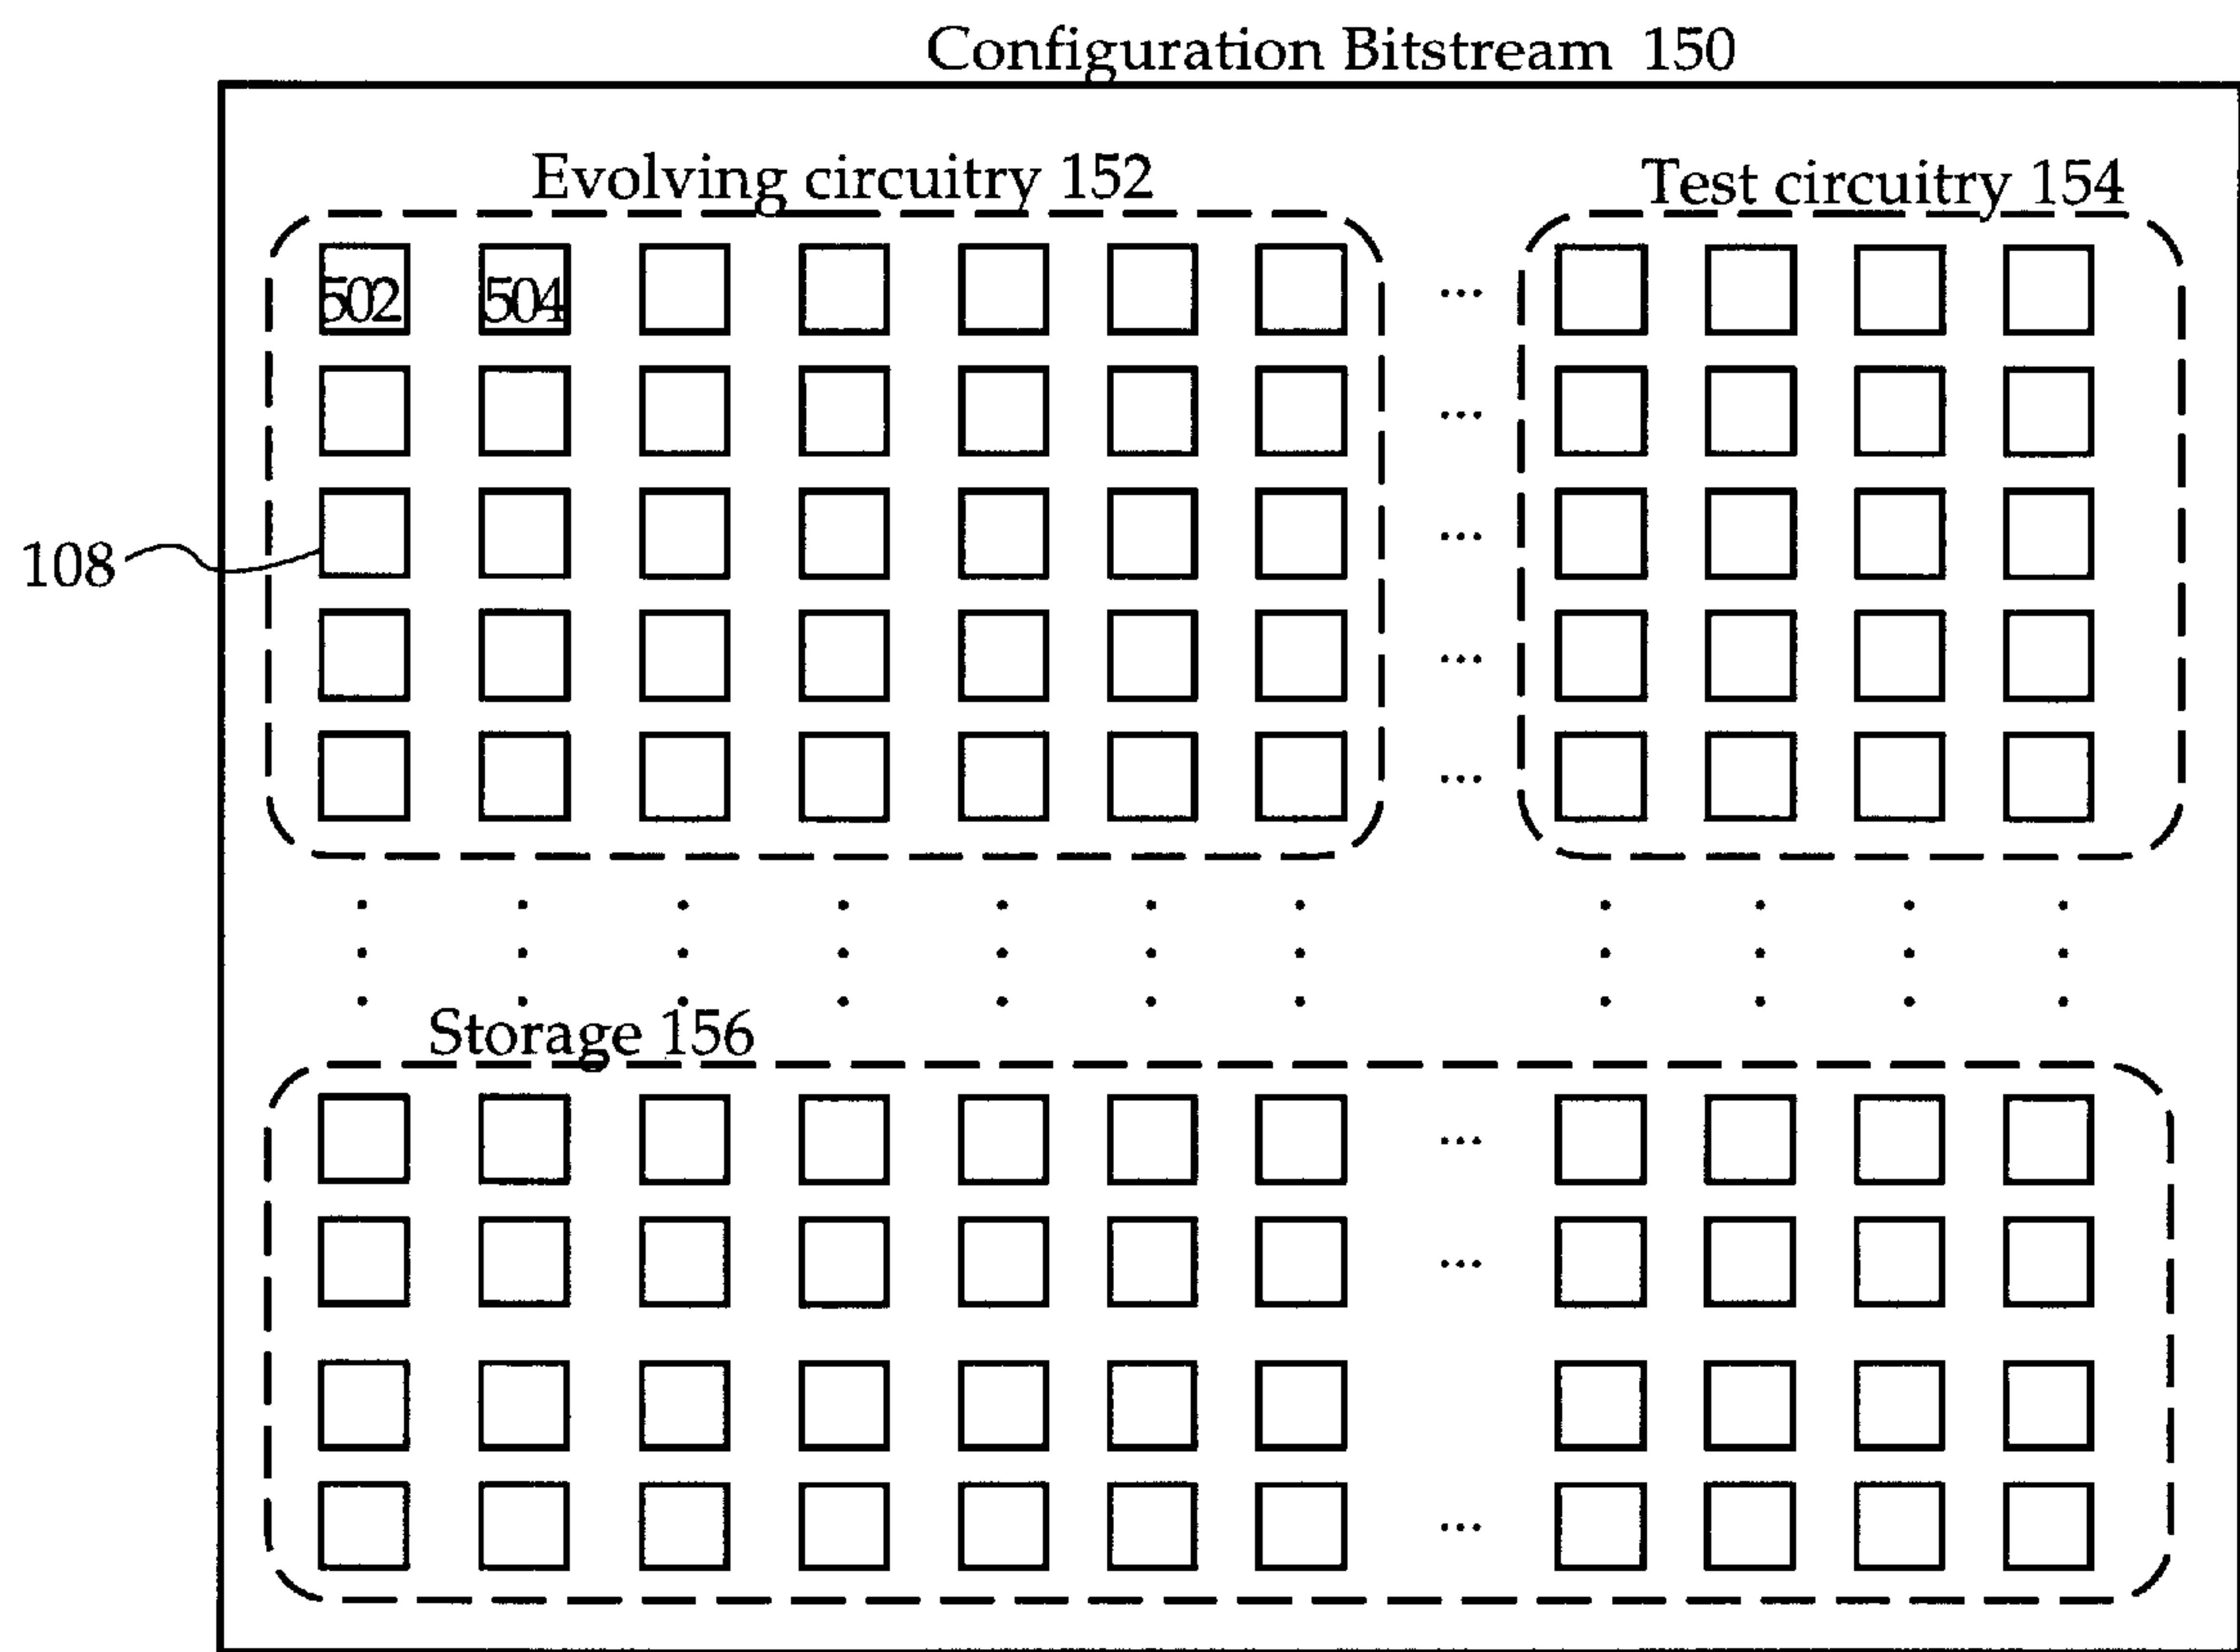 Configuration Bitstream 150
Evolving circuitry 152
Test circuitry 154
502
504
108
Storage 156